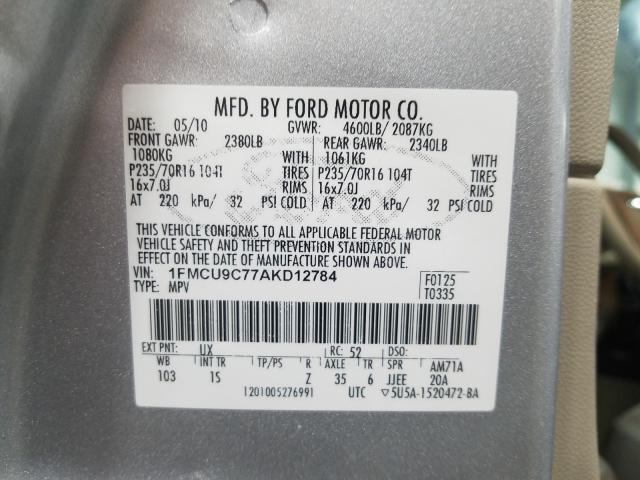 MFD. BY FORD MOTOR CO.
DATE: 05/10 GVWR: 4600LB/ 2087KG
FRONT GAWR: 2380LB REAR GAWR: 2340LB
1080KG WITH 1061KG WITH
P235/70R16 104T TIRES P235/70R16 104T TIRES
16x7.0J RIMS 16x7.0J RIMS
AT 220 kPa/ 32 PSI COLD AT 220 kPa/ 32 PSI COLD
THIS VEHICLE CONFORMS TO ALL APPLICABLE FEDERAL MOTOR
VEHICLE SAFETY AND THEFT PREVENTION STANDARDS IN
EFFECT ON THE DATE OF MANUFACTURE SHOWN ABOVE.
VIN: 1FMCU9C77AKD12784 F0125
TYPE: MPV T0335
EXT PNT: UX RC: 52 DSO:
WB INT TR TP/PS R AXLE TR SPR AM71A
103 1S Z 35 6 JJEE 20A
1201005276991 UTC ▽5U5A-1520472-BA